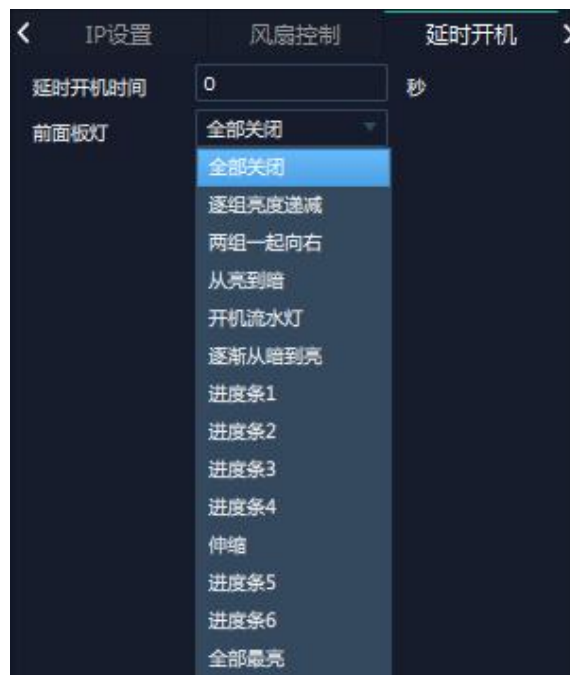 IP设置 风扇控制 延时开机
延时开机时间 0 秒
前面板灯 全部关闭
全部关闭
逐组亮度递减
两组一起向右
从亮到暗
开机流水灯
逐渐从暗到亮
进度条1
进度条2
进度条3
进度条4
伸缩
进度条5
进度条6
全部最亮